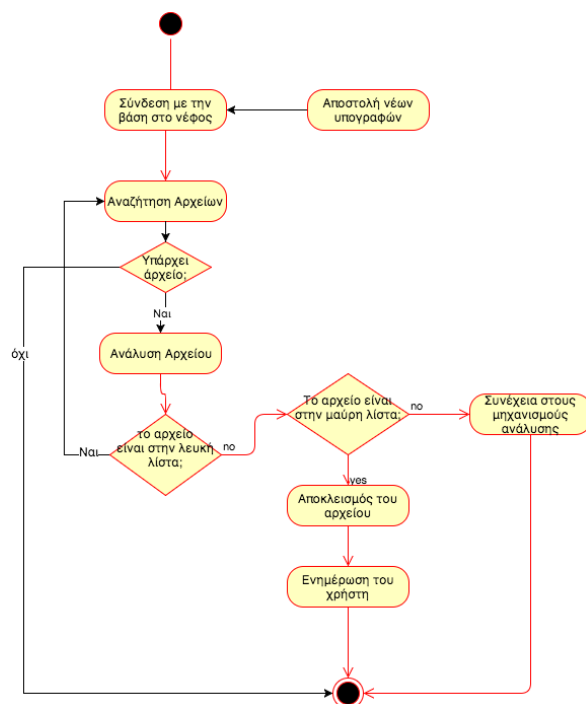 Σύνδεση με την
βάση στο νέφος
Αποστολή νέων
υπογραφών
Αναζήτηση Αρχείων
Υπάρχει
άρχείο;
Ναι
όχι
Ανάλυση Αρχείου
το αρχείο
είναι στην λευκή
λίστα;
Ναι
no
Το αρχείο είναι
στην μαύρη λίστα;
no
Συνέχεια στους
μηχανισμούς
ανάλυσης
yes
Αποκλεισμός του
αρχείου
Ενημέρωση του
χρήστη